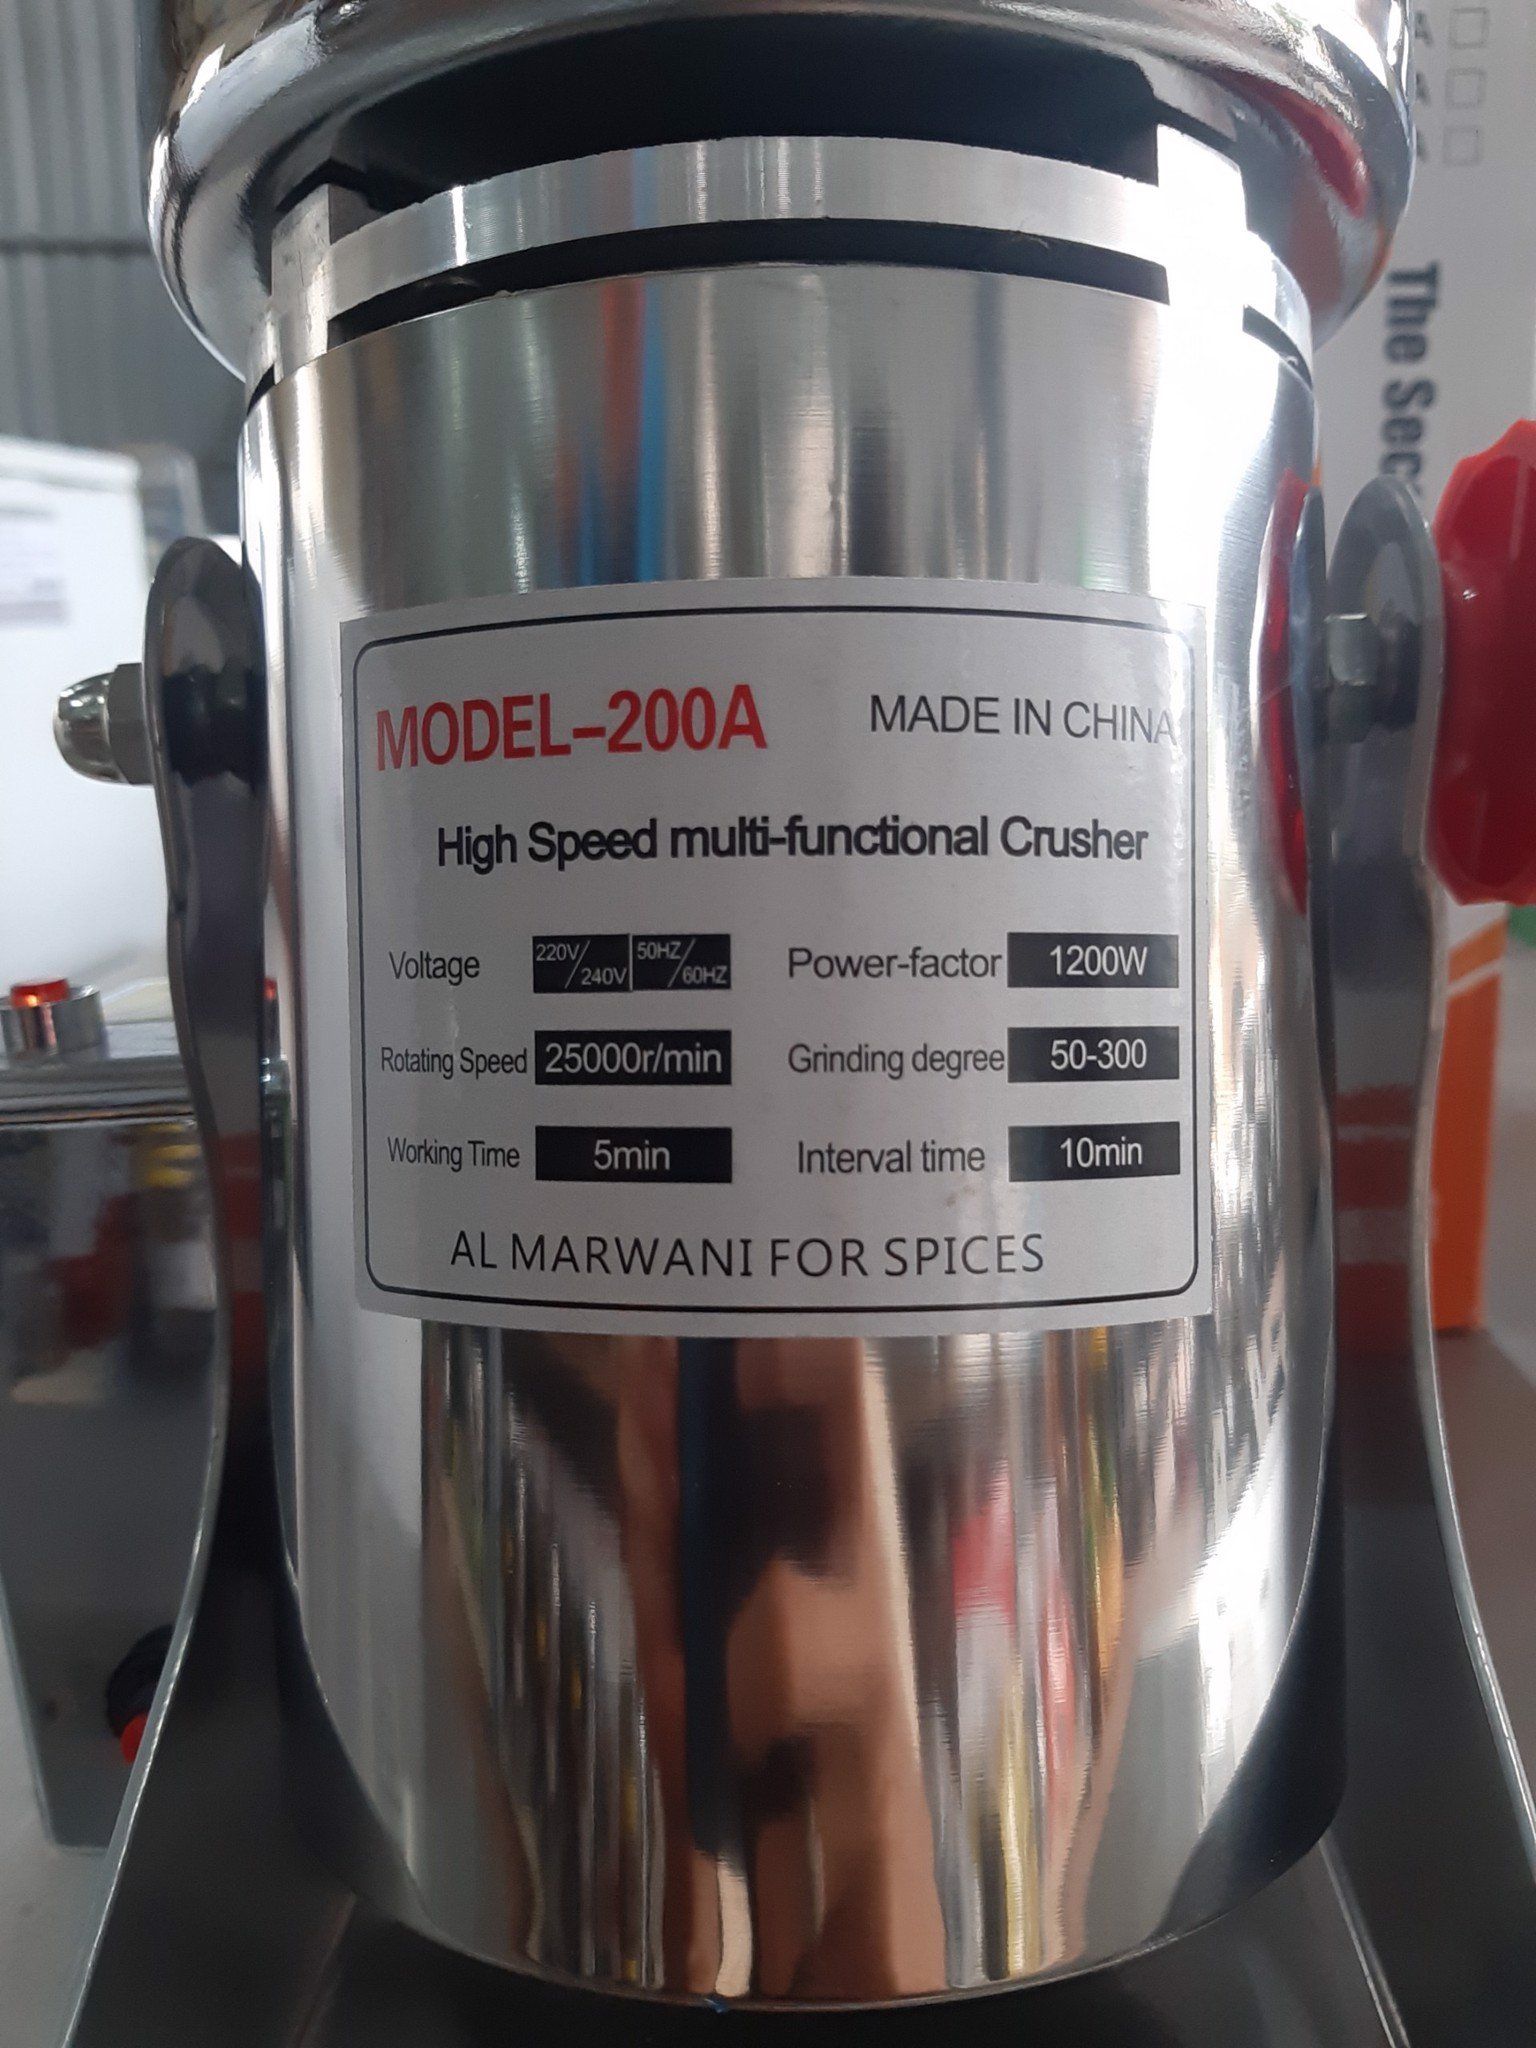 MODEL-200A MADE IN CHINA
High Speed multi-functional Crusher
Voltage 220V/240V 50HZ/60HZ Power-factor 1200W
Rotating Speed 25000r/min Grinding degree 50-300
Working Time 5min Interval time 10min
AL MARWANI FOR SPICES
The
A
A
A